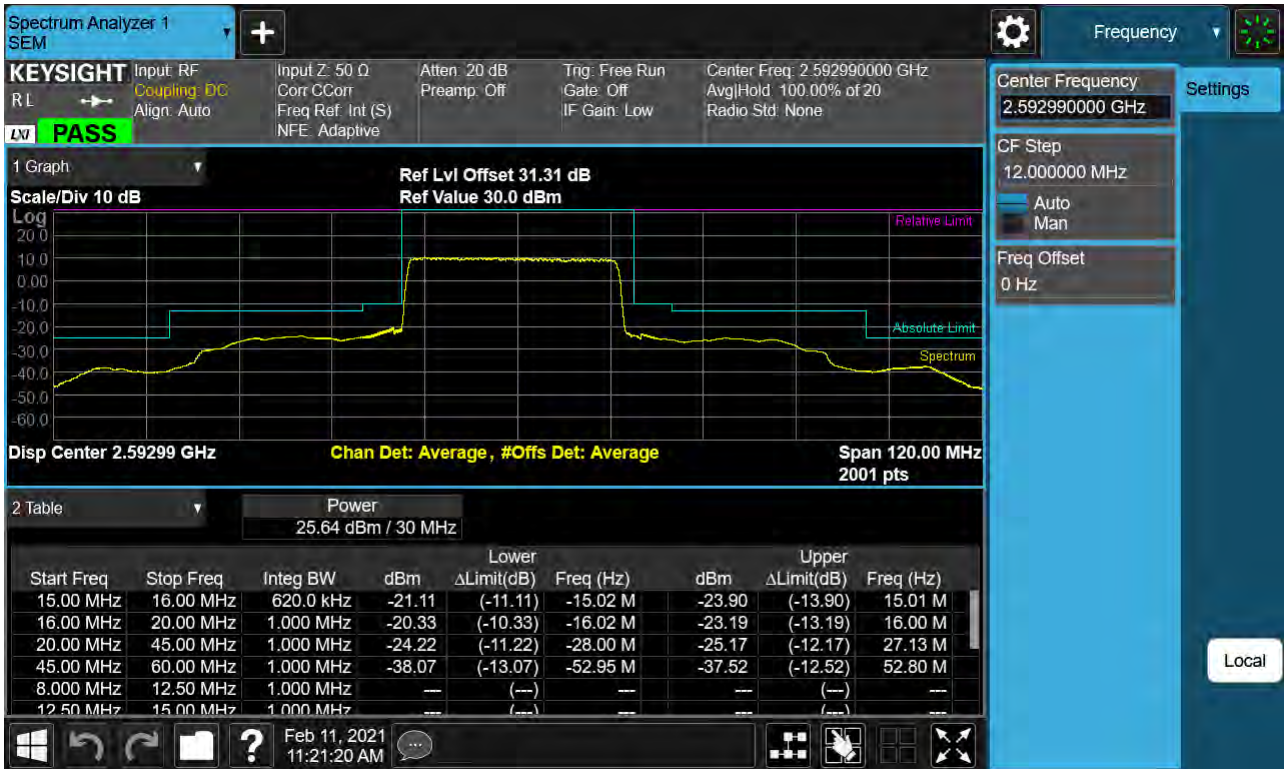 Spectrum Analyzer 1
SEM
+
Frequency
KEYSIGHT
R L
LXI PASS
Input: RF
Coupling: DC
Align: Auto
Input Z: 50 Ω
Corr CCorr
Freq Ref: Int (S)
NFE: Adaptive
Atten: 20 dB
Preamp: Off
Trig: Free Run
Gate: Off
IF Gain: Low
Center Freq: 2.592990000 GHz
Avg|Hold: 100.00% of 20
Radio Std: None
Center Frequency
2.592990000 GHz
Settings
CF Step
12.000000 MHz
Auto
Man
Freq Offset
0 Hz
1 Graph
Ref Lvl Offset 31.31 dB
Scale/Div 10 dB Ref Value 30.0 dBm
Log
Relative Limit
20.0
10.0
0.00
-10.0
-20.0
Absolute Limit
-30.0
Spectrum
-40.0
-50.0
-60.0
Disp Center 2.59299 GHz Chan Det: Average, #Offs Det: Average Span 120.00 MHz
2001 pts
2 Table
Power
25.64 dBm / 30 MHz
Lower Upper
Start Freq Stop Freq Integ BW dBm ΔLimit(dB) Freq (Hz) dBm ΔLimit(dB) Freq (Hz)
15.00 MHz 16.00 MHz 620.0 kHz -21.11 (-11.11) -15.02 M -23.90 (-13.90) 15.01 M
16.00 MHz 20.00 MHz 1.000 MHz -20.33 (-10.33) -16.02 M -23.19 (-13.19) 16.00 M
20.00 MHz 45.00 MHz 1.000 MHz -24.22 (-11.22) -28.00 M -25.17 (-12.17) 27.13 M
45.00 MHz 60.00 MHz 1.000 MHz -38.07 (-13.07) -52.95 M -37.52 (-12.52) 52.80 M
8.000 MHz 12.50 MHz 1.000 MHz --- (---) --- --- (---) ---
12.50 MHz 15.00 MHz 1.000 MHz --- (---) --- --- (---) ---
Local
?
Feb 11, 2021
11:21:20 AM